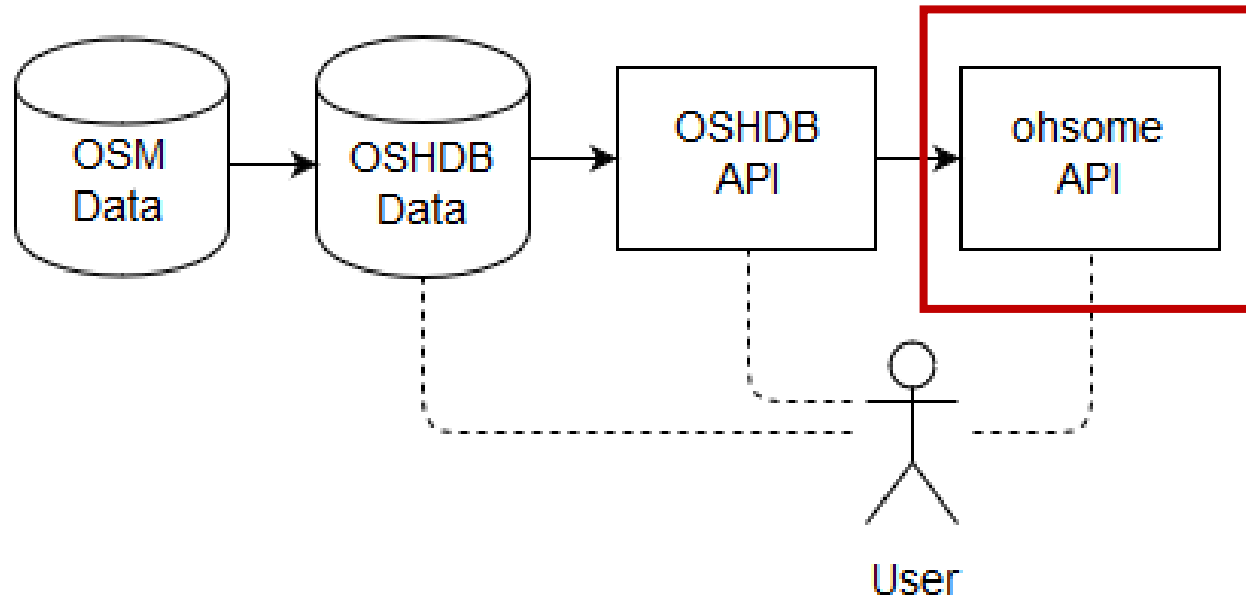 OSM
Data
OSHDB
Data
OSHDB
API
ohsome
API
User